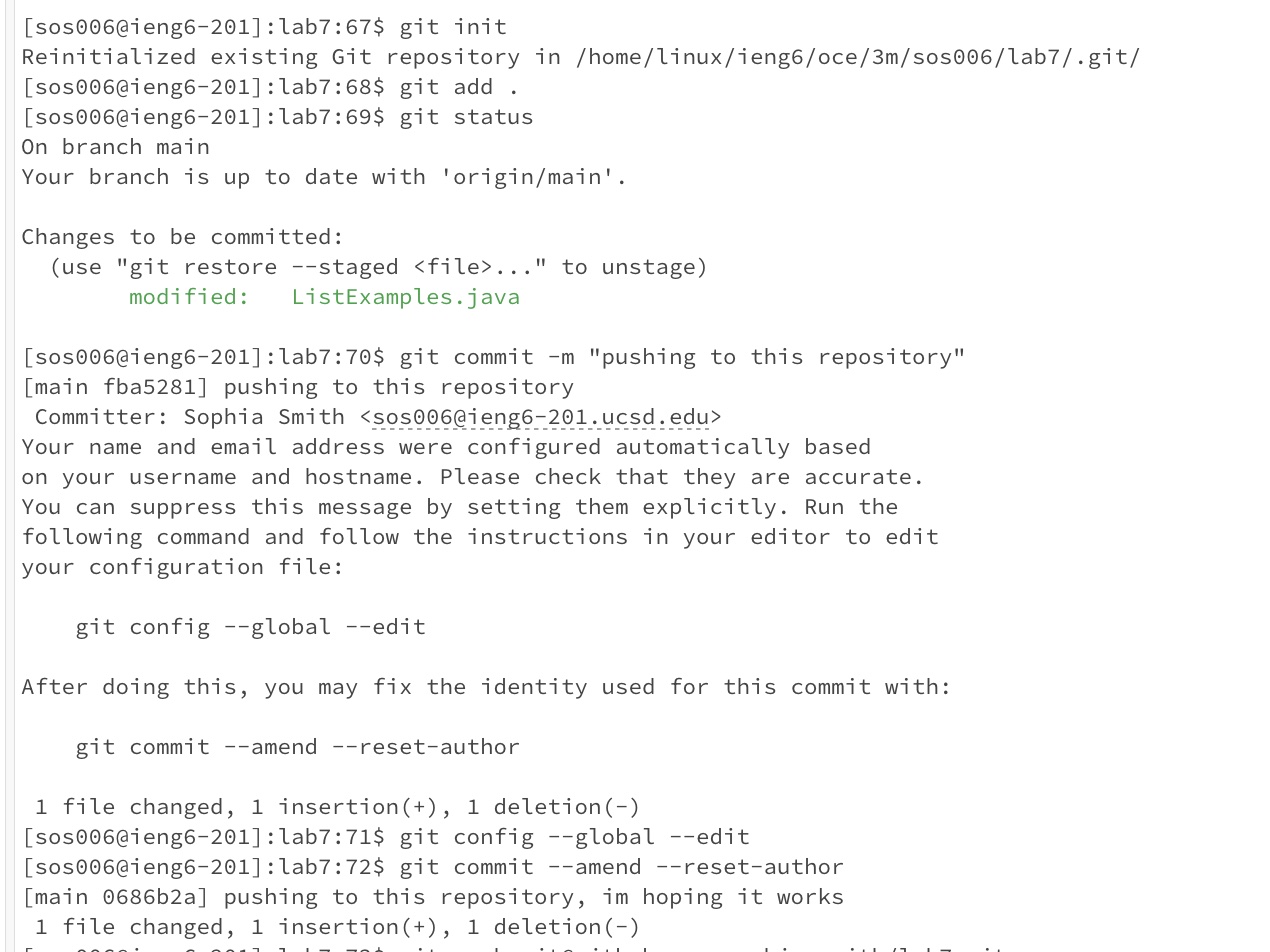 [sos006@ieng6-201]:lab7:67$ git init
Reinitialized existing Git repository in /home/linux/ieng6/oce/3m/sos006/lab7/.git/
[sos006@ieng6-201]:lab7:68$ git add .
[sos006@ieng6-201]:lab7:69$ git status
On branch main
Your branch is up to date with 'origin/main'.
Changes to be committed:
  (use "git restore --staged <file>..." to unstage)
        modified:   ListExamples.java
[sos006@ieng6-201]:lab7:70$ git commit -m "pushing to this repository"
[main fba5281] pushing to this repository
 Committer: Sophia Smith <sos006@ieng6-201.ucsd.edu>
Your name and email address were configured automatically based
on your username and hostname. Please check that they are accurate.
You can suppress this message by setting them explicitly. Run the
following command and follow the instructions in your editor to edit
your configuration file:
    git config --global --edit
After doing this, you may fix the identity used for this commit with:
    git commit --amend --reset-author
 1 file changed, 1 insertion(+), 1 deletion(-)
[sos006@ieng6-201]:lab7:71$ git config --global --edit
[sos006@ieng6-201]:lab7:72$ git commit --amend --reset-author
[main 0686b2a] pushing to this repository, im hoping it works
 1 file changed, 1 insertion(+), 1 deletion(-)